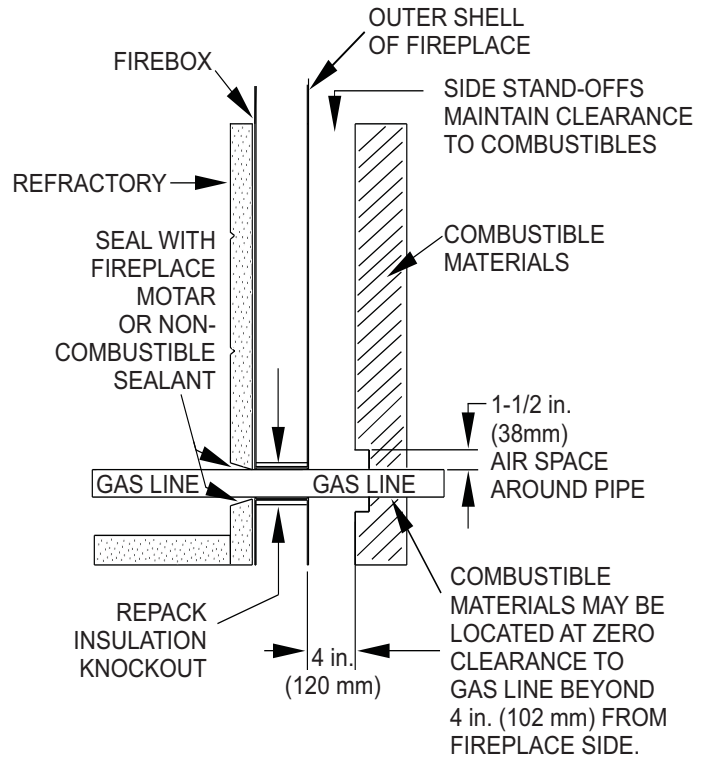 OUTER SHELL
OF FIREPLACE
FIREBOX
SIDE STAND-OFFS
MAINTAIN CLEARANCE
TO COMBUSTIBLES
REFRACTORY
SEAL WITH
FIREPLACE
MOTAR
OR NON-
COMBUSTIBLE
SEALANT
COMBUSTIBLE
MATERIALS
1-1/2 in.
(38mm)
AIR SPACE
AROUND PIPE
GAS LINE
GAS LINE
REPACK
INSULATION
KNOCKOUT
4 in.
(120 mm)
COMBUSTIBLE
MATERIALS MAY BE
LOCATED AT ZERO
CLEARANCE TO
GAS LINE BEYOND
4 in. (102 mm) FROM
FIREPLACE SIDE.